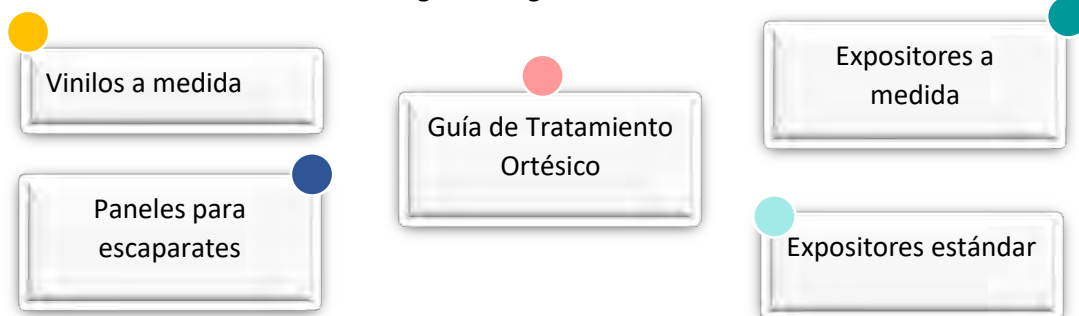 Vinilos a medida
Paneles para
escaparates
Guía de Tratamiento
Ortésico
Expositores a
medida
Expositores estándar